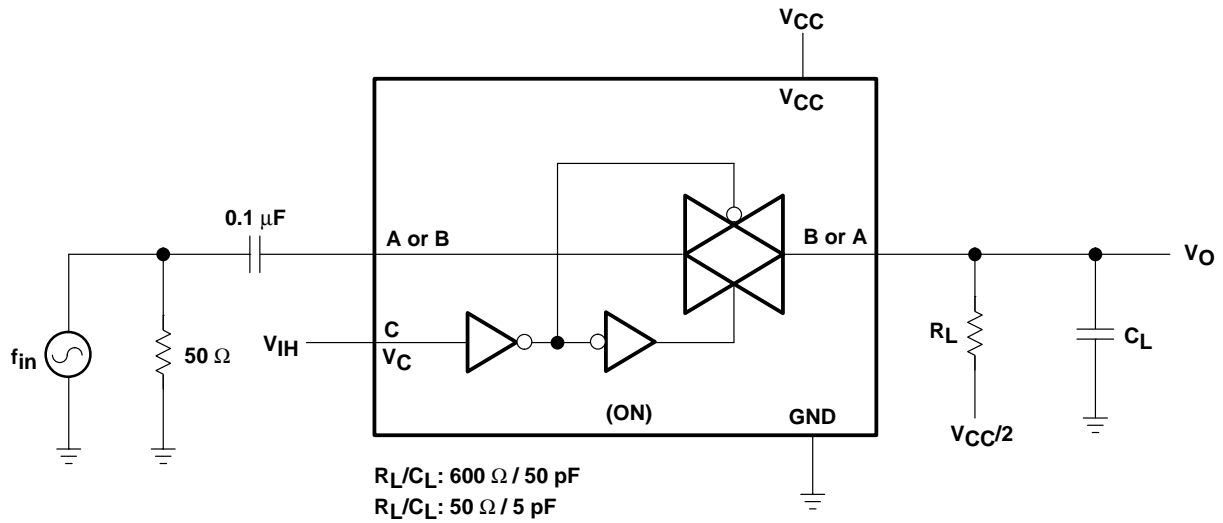 VCC
VCC
0.1 μF
A or B
B or A
VO
fin
50 Ω
VIH
C
VC
RL
CL
(ON)
GND
VCC/2
RL/CL: 600 Ω / 50 pF
RL/CL: 50 Ω / 5 pF